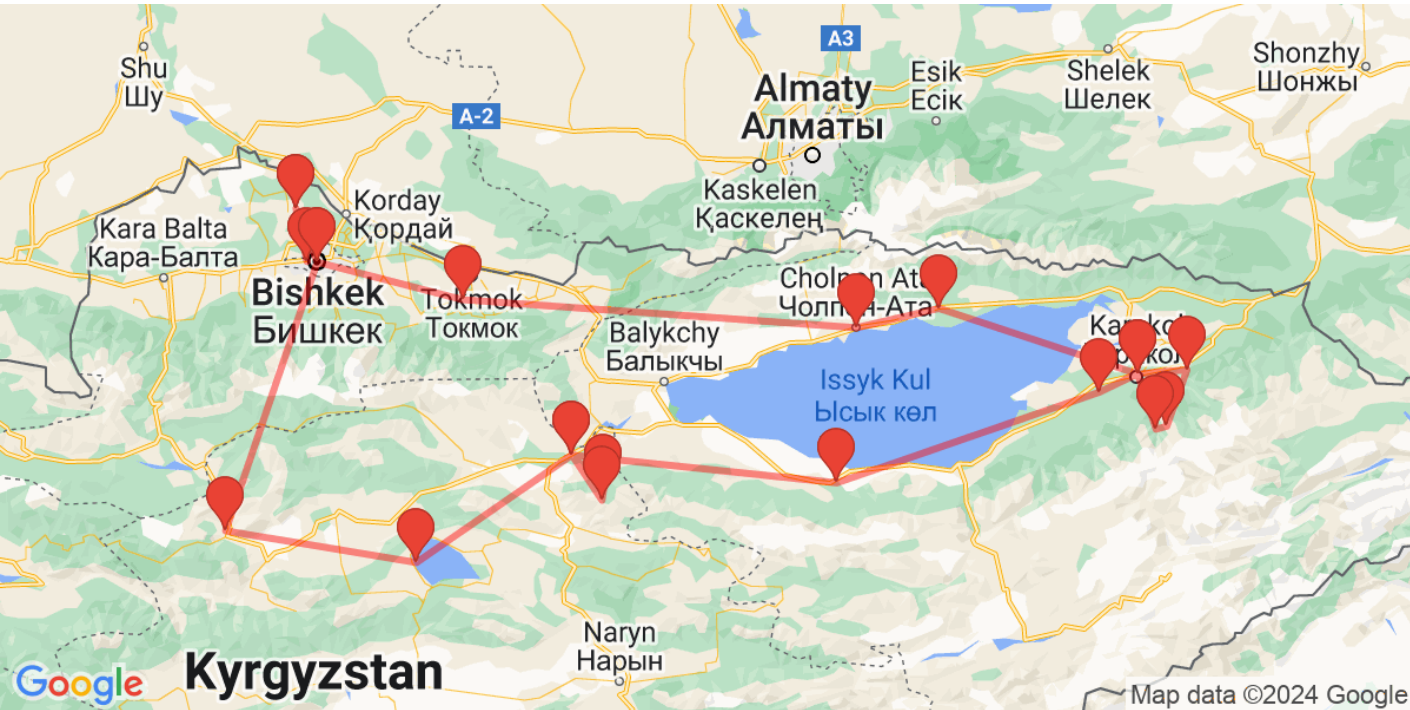 A3
Shu
Шу
Almaty
Алматы
Esik
Есік
Shelek
Шелек
Shonzhy
Шонжы
A-2
Kaskelen
Қаскелең
Korday
Қордай
Kara Balta
Кара-Балта
Bishkek
Бишкек
Tokmok
Токмок
Balykchy
Балыкчы
Issyk Kul
Ысык көл
Naryn
Нарын
Kyrgyzstan
Google
Map data ©2024 Google